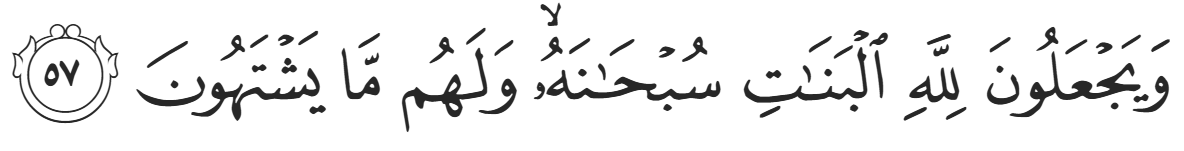 وَيَجْعَلُونَ لِلَّهِ ٱلْبَنَـٰتِ سُبْحَـٰنَهُۥ ۙ وَلَهُم مَّا يَشْتَهُونَ ٥٧